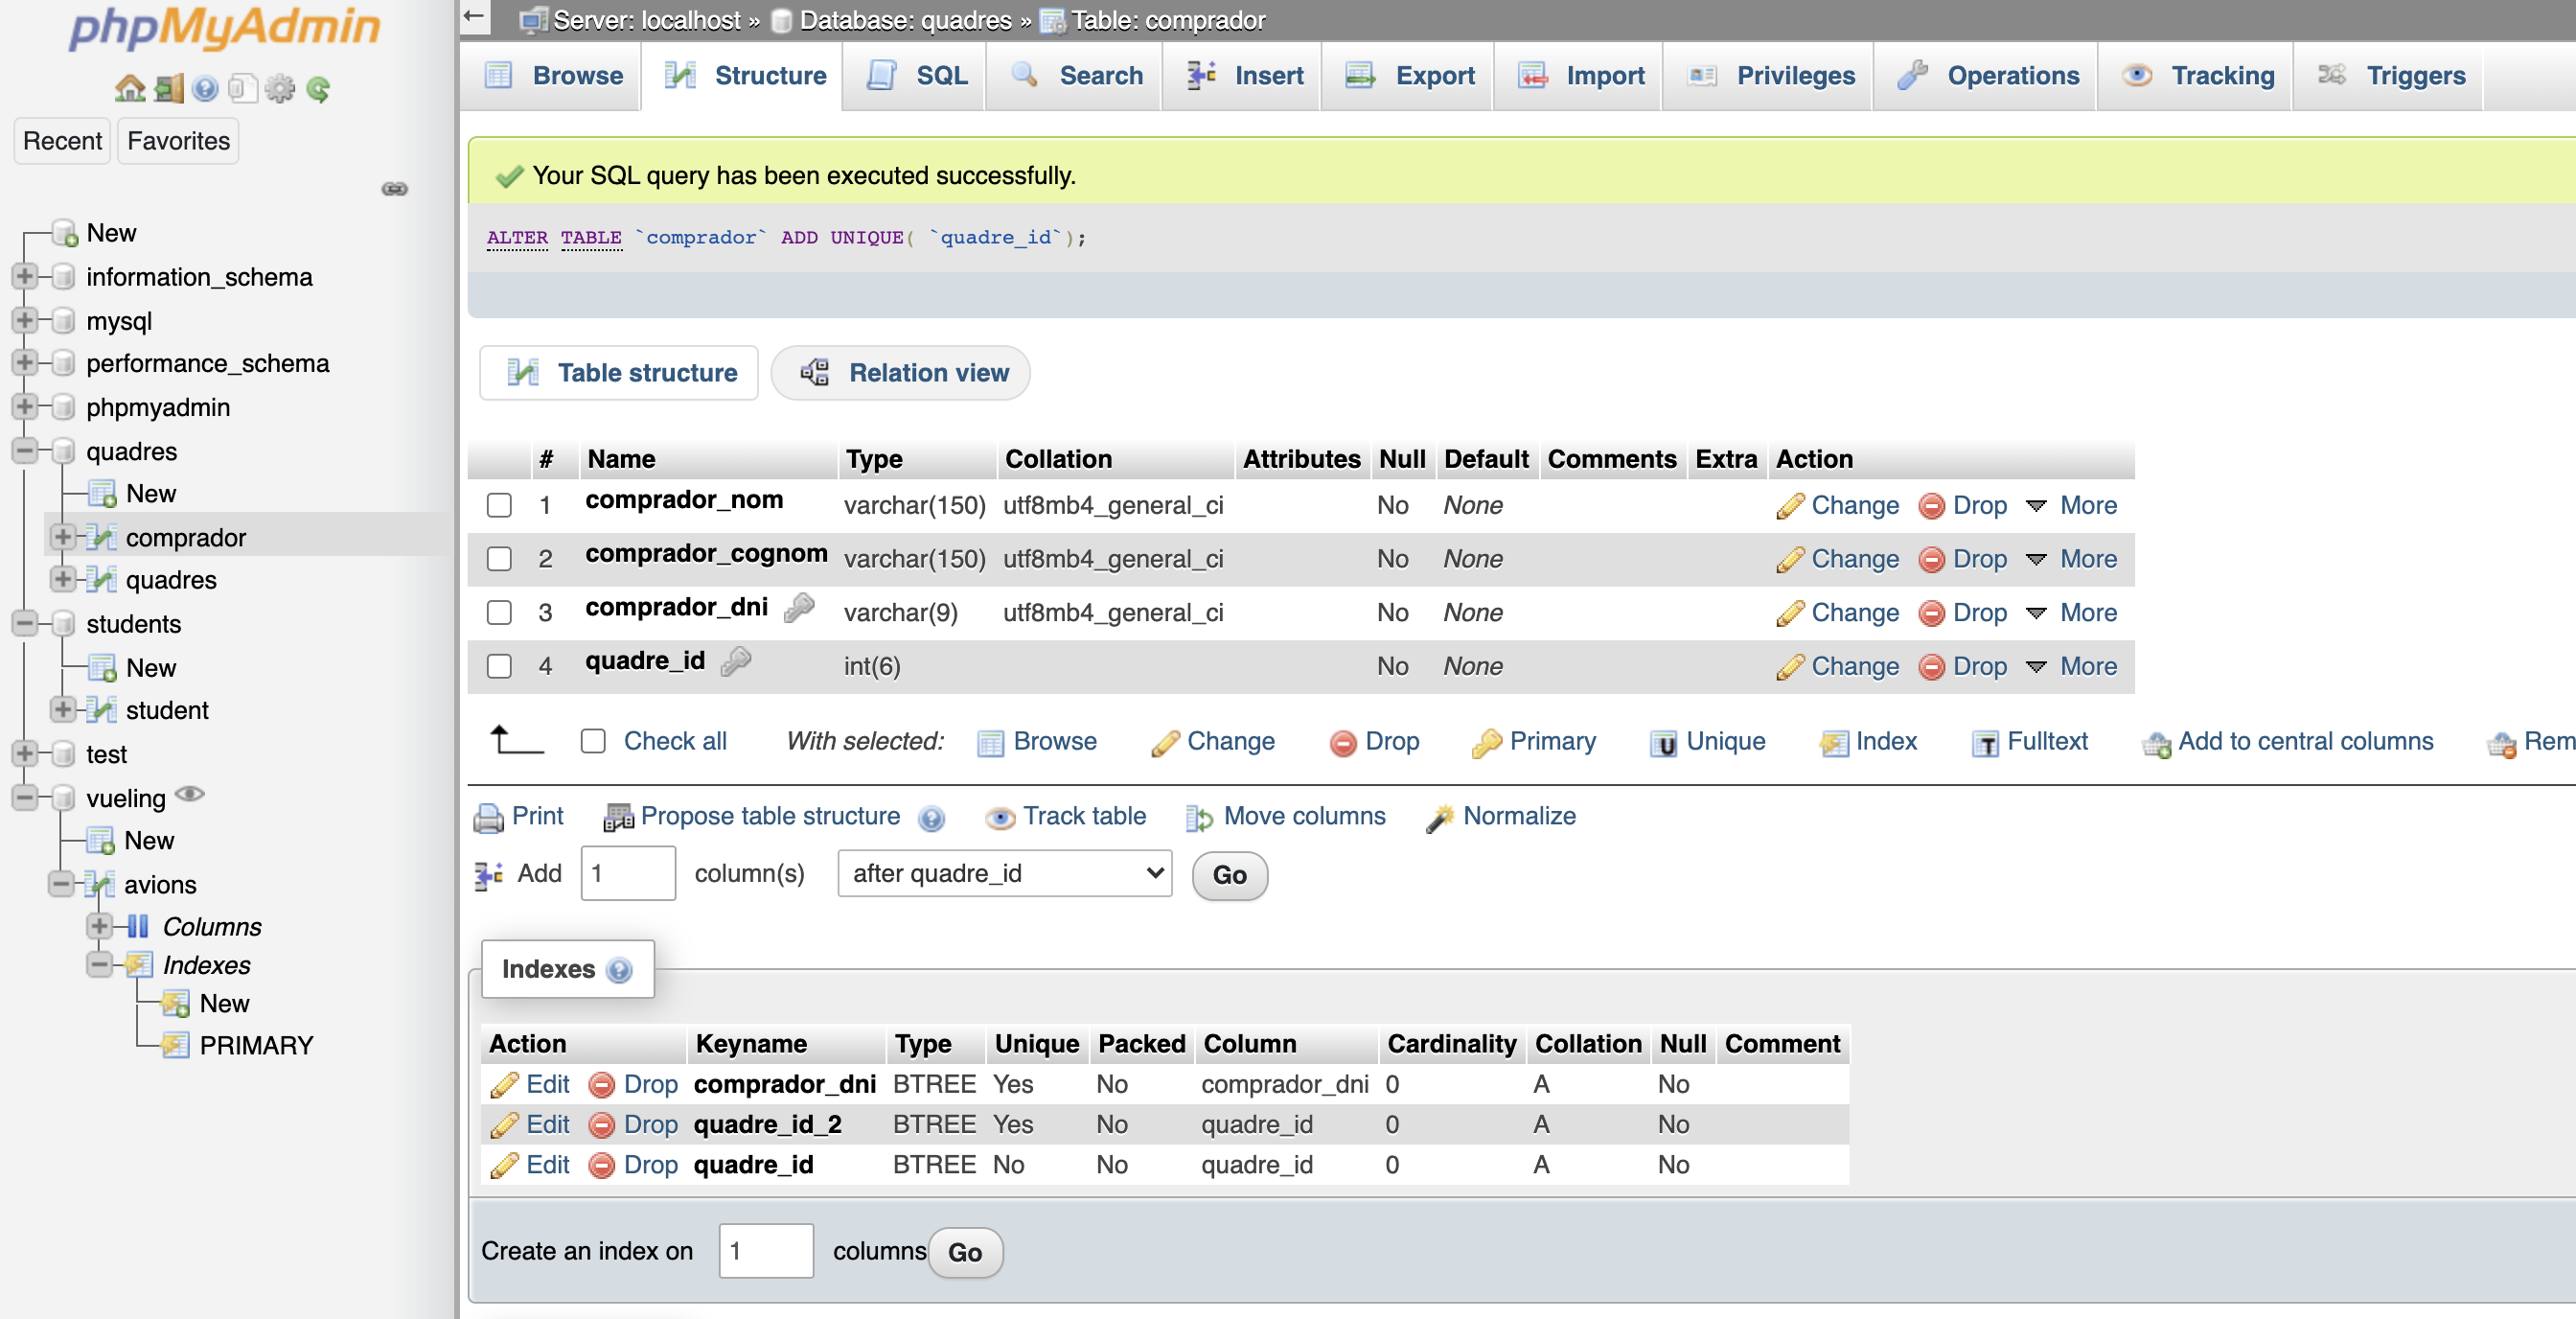 phpMyAdmin
Recent Favorites
New
information_schema
mysql
performance_schema
phpmyadmin
quadres
New
comprador
quadres
students
New
student
test
vueling
New
avions
Columns
Indexes
New
PRIMARY
Server: localhost » Database: quadres » Table: comprador
Browse Structure SQL Search Insert Export Import Privileges Operations Tracking Triggers
Your SQL query has been executed successfully.
ALTER TABLE `comprador` ADD UNIQUE( `quadre_id`);
Table structure Relation view
# Name Type Collation Attributes Null Default Comments Extra Action
1 comprador_nom varchar(150) utf8mb4_general_ci No None Change Drop More
2 comprador_cognom varchar(150) utf8mb4_general_ci No None Change Drop More
3 comprador_dni varchar(9) utf8mb4_general_ci No None Change Drop More
4 quadre_id int(6) No None Change Drop More
Check all With selected: Browse Change Drop Primary Unique Index Fulltext Add to central columns Rem
Print Propose table structure Track table Move columns Normalize
Add 1 column(s) after quadre_id Go
Indexes
Action Keyname Type Unique Packed Column Cardinality Collation Null Comment
Edit Drop comprador_dni BTREE Yes No comprador_dni 0 A No
Edit Drop quadre_id_2 BTREE Yes No quadre_id 0 A No
Edit Drop quadre_id BTREE No No quadre_id 0 A No
Create an index on 1 columns Go